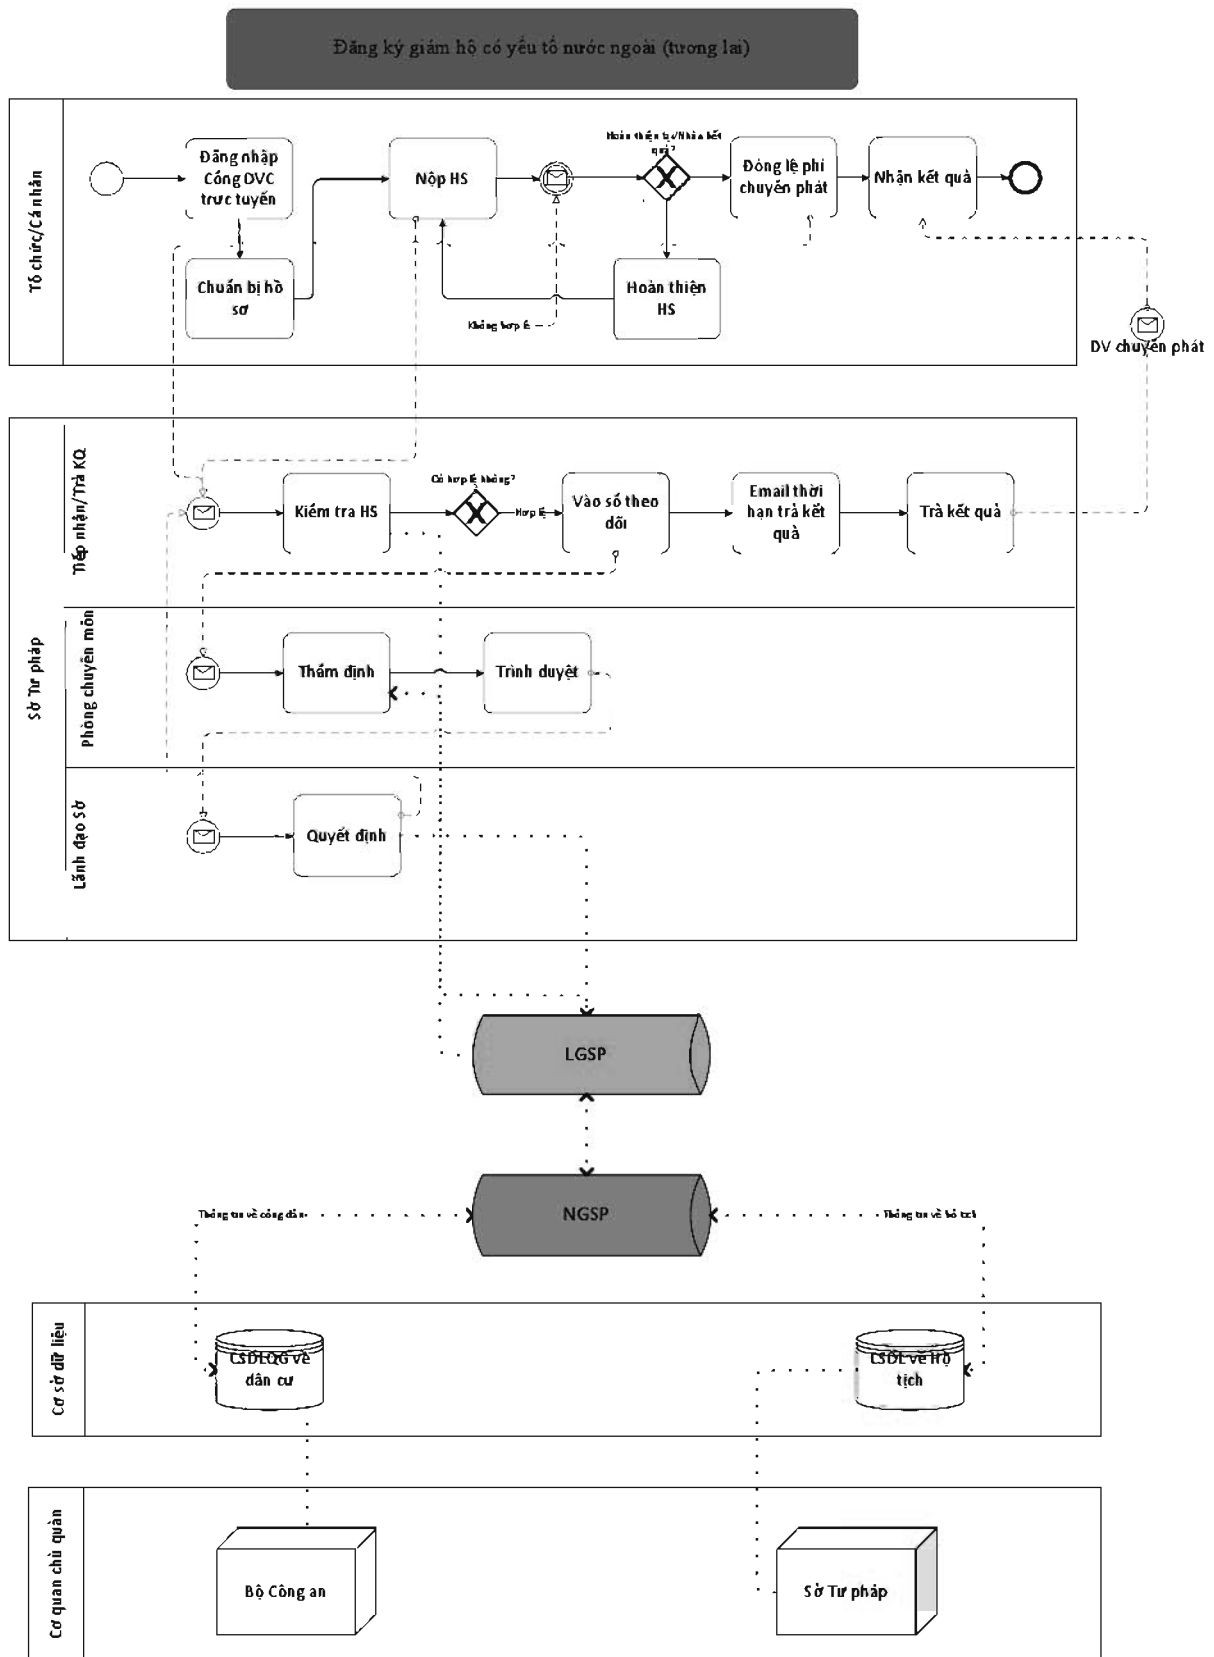 Đăng ký giám hộ có yếu tố nước ngoài (tương lai)
Tổ chức/Cá nhân
Đăng nhập
Cổng DVC
trực tuyến
Chuẩn bị hồ
sơ
Nộp HS
Hoàn thiện hs/Nhận kết
quả?
Đóng lệ phí
chuyển phát
Nhận kết quả
Hoàn thiện
HS
Không hợp lệ
DV chuyển phát
Sở Tư pháp
Tiếp nhận/Trả KQ
Kiểm tra HS
Có hợp lệ không?
Hợp lệ
Vào sổ theo
dõi
Email thời
hạn trả kết
quả
Trả kết quả
Phòng chuyên môn
Thẩm định
Trình duyệt
Lãnh đạo Sở
Quyết định
LGSP
NGSP
Thông tin về công dân
Thông tin về hộ tịch
Cơ sở dữ liệu
CSDLQG về
dân cư
CSDL về Hộ
tịch
Cơ quan chủ quản
Bộ Công an
Sở Tư pháp